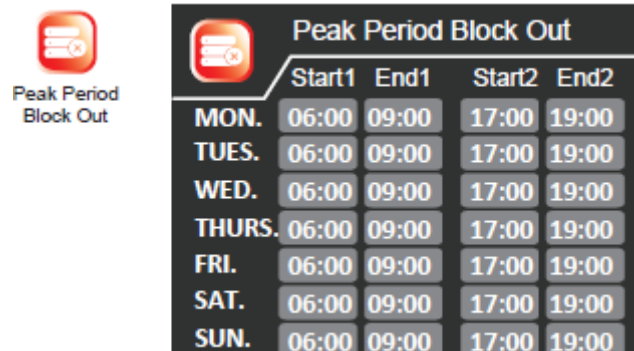 Peak Period
Block Out
Peak Period Block Out
Start1 End1 Start2 End2
MON. 06:00 09:00 17:00 19:00
TUES. 06:00 09:00 17:00 19:00
WED. 06:00 09:00 17:00 19:00
THURS. 06:00 09:00 17:00 19:00
FRI. 06:00 09:00 17:00 19:00
SAT. 06:00 09:00 17:00 19:00
SUN. 06:00 09:00 17:00 19:00